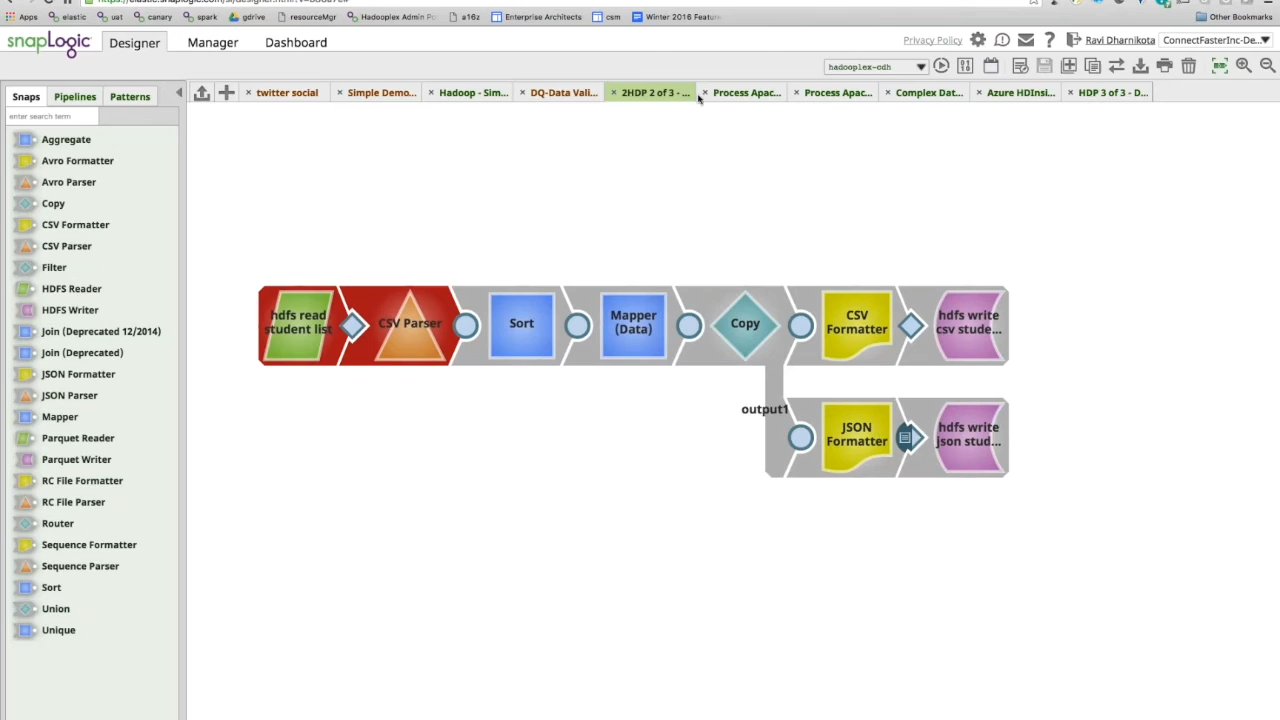 Apps elastic uat canary spark gdrive resourceMgr Hadooplex Admin a16z Enterprise Architects csm Winter 2016 Featur Other Bookmarks
snapLogic Designer Manager Dashboard Privacy Policy ? Ravi Dharnikota ConnectFasterInc-De...
hadooplex-cdh
Snaps Pipelines Patterns
× twitter social × Simple Demo... × Hadoop - Sim... × DQ-Data Vali... × 2HDP 2 of 3 - ... × Process Apac... × Process Apac... × Complex Dat... × Azure HDInsi... × HDP 3 of 3 - D...
enter search term
Aggregate
Avro Formatter
Avro Parser
Copy
CSV Formatter
CSV Parser
Filter
HDFS Reader
HDFS Writer
Join (Deprecated 12/2014)
Join (Deprecated)
JSON Formatter
JSON Parser
Mapper
Parquet Reader
Parquet Writer
RC File Formatter
RC File Parser
Router
Sequence Formatter
Sequence Parser
Sort
Union
Unique
hdfs read
student list
CSV Parser
Sort
Mapper
(Data)
Copy
CSV
Formatter
hdfs write
csv stude...
output1
JSON
Formatter
hdfs write
json stud...